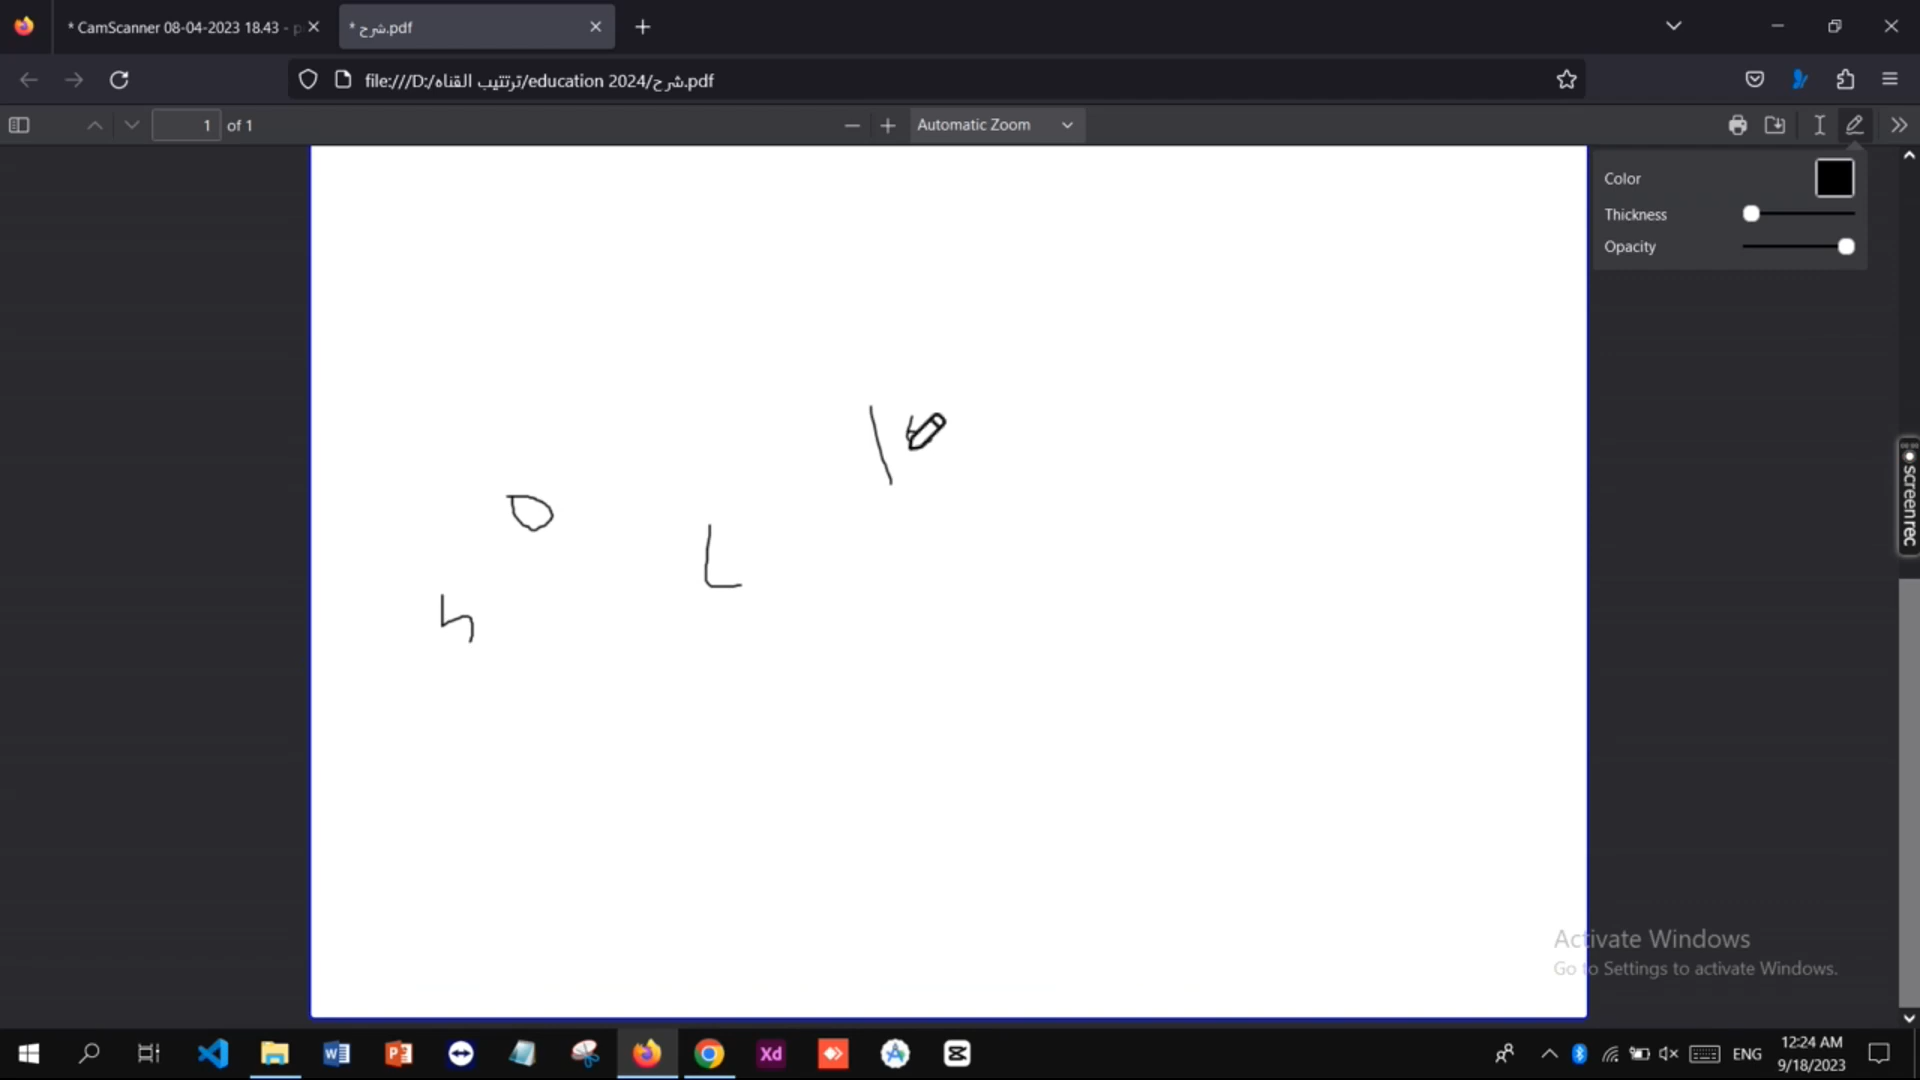 * CamScanner 08-04-2023 18.43 - p
* شرح.pdf
file:///D:/ترتتيب القناه/education 2024/شرح.pdf
1 of 1
Automatic Zoom
Color
Thickness
Opacity
L
screenrec
Activate Windows
Go to Settings to activate Windows.
Xd
ENG
12:24 AM
9/18/2023